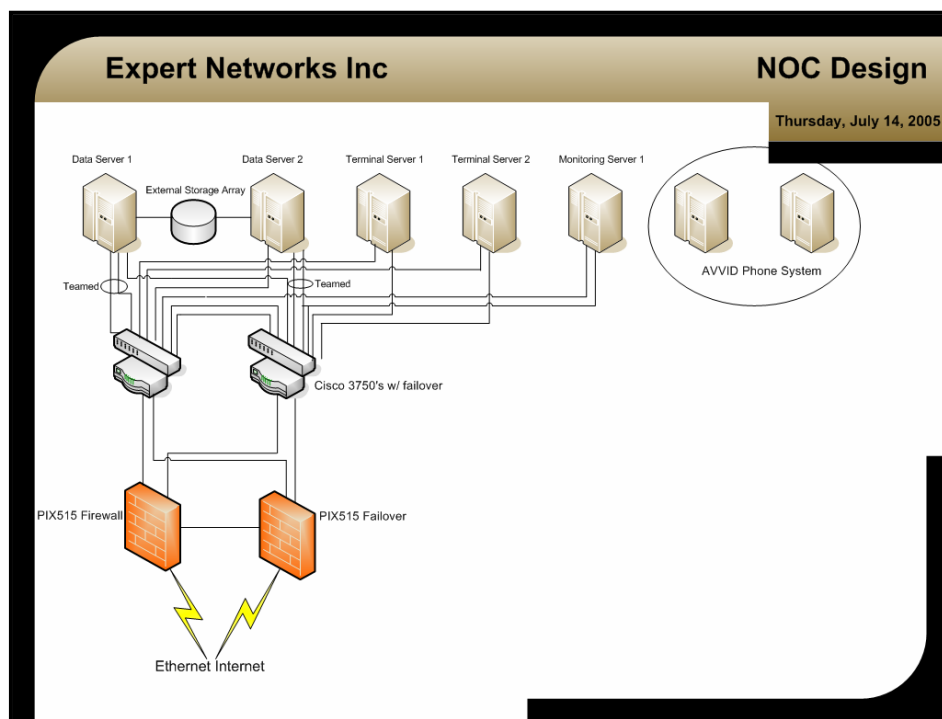 Expert Networks Inc
NOC Design
Thursday, July 14, 2005
Data Server 1
Data Server 2
Terminal Server 1
Terminal Server 2
Monitoring Server 1
External Storage Array
AVVID Phone System
Teamed
Teamed
Cisco 3750's w/ failover
PIX515 Firewall
PIX515 Failover
Ethernet Internet